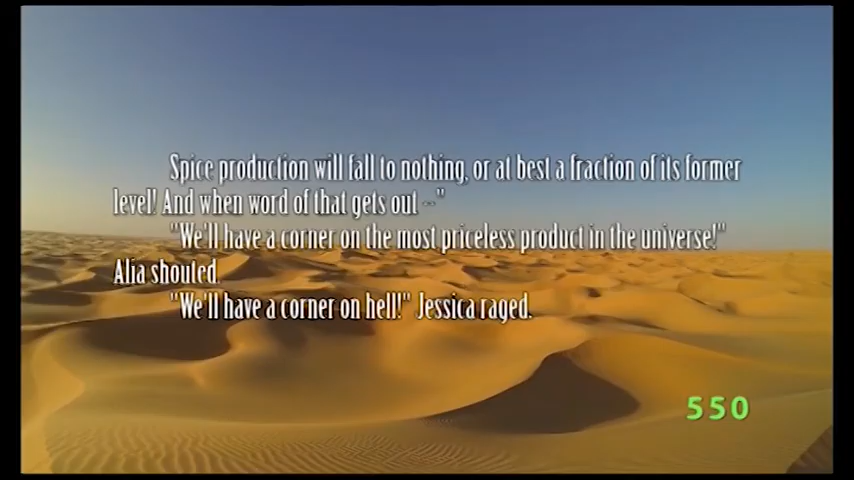 Spice production will fall to nothing, or at best a fraction of its former
level! And when word of that gets out --"
"We'll have a corner on the most priceless product in the universe!"
Alia shouted.
"We'll have a corner on hell!" Jessica raged.
550